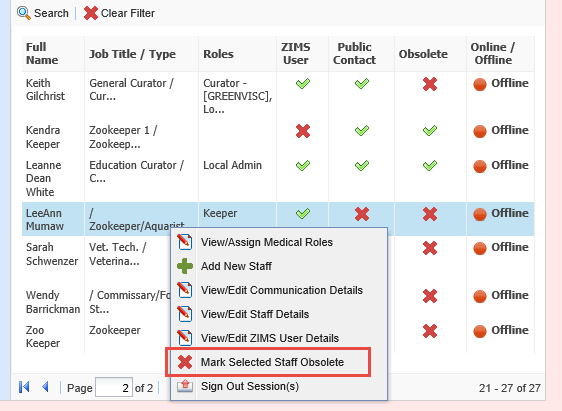 Search | Clear Filter
Full Name Job Title / Type Roles ZIMS User Public Contact Obsolete Online / Offline
Keith Gilchrist General Curator / Cur... Curator - [GREENVISC], Lo... Offline
Kendra Keeper Zookeeper 1 / Zookeep... Offline
Leanne Dean White Education Curator / C... Local Admin Offline
LeeAnn Mumaw / Zookeeper/Aquarist Keeper Offline
Sarah Schwenzer Vet. Tech. / Veterina... Offline
Wendy Barrickman / Commissary/Fo St... Offline
Zoo Keeper Zookeeper Offline
View/Assign Medical Roles
Add New Staff
View/Edit Communication Details
View/Edit Staff Details
View/Edit ZIMS User Details
Mark Selected Staff Obsolete
Sign Out Session(s)
Page 2 of 2 21 - 27 of 27